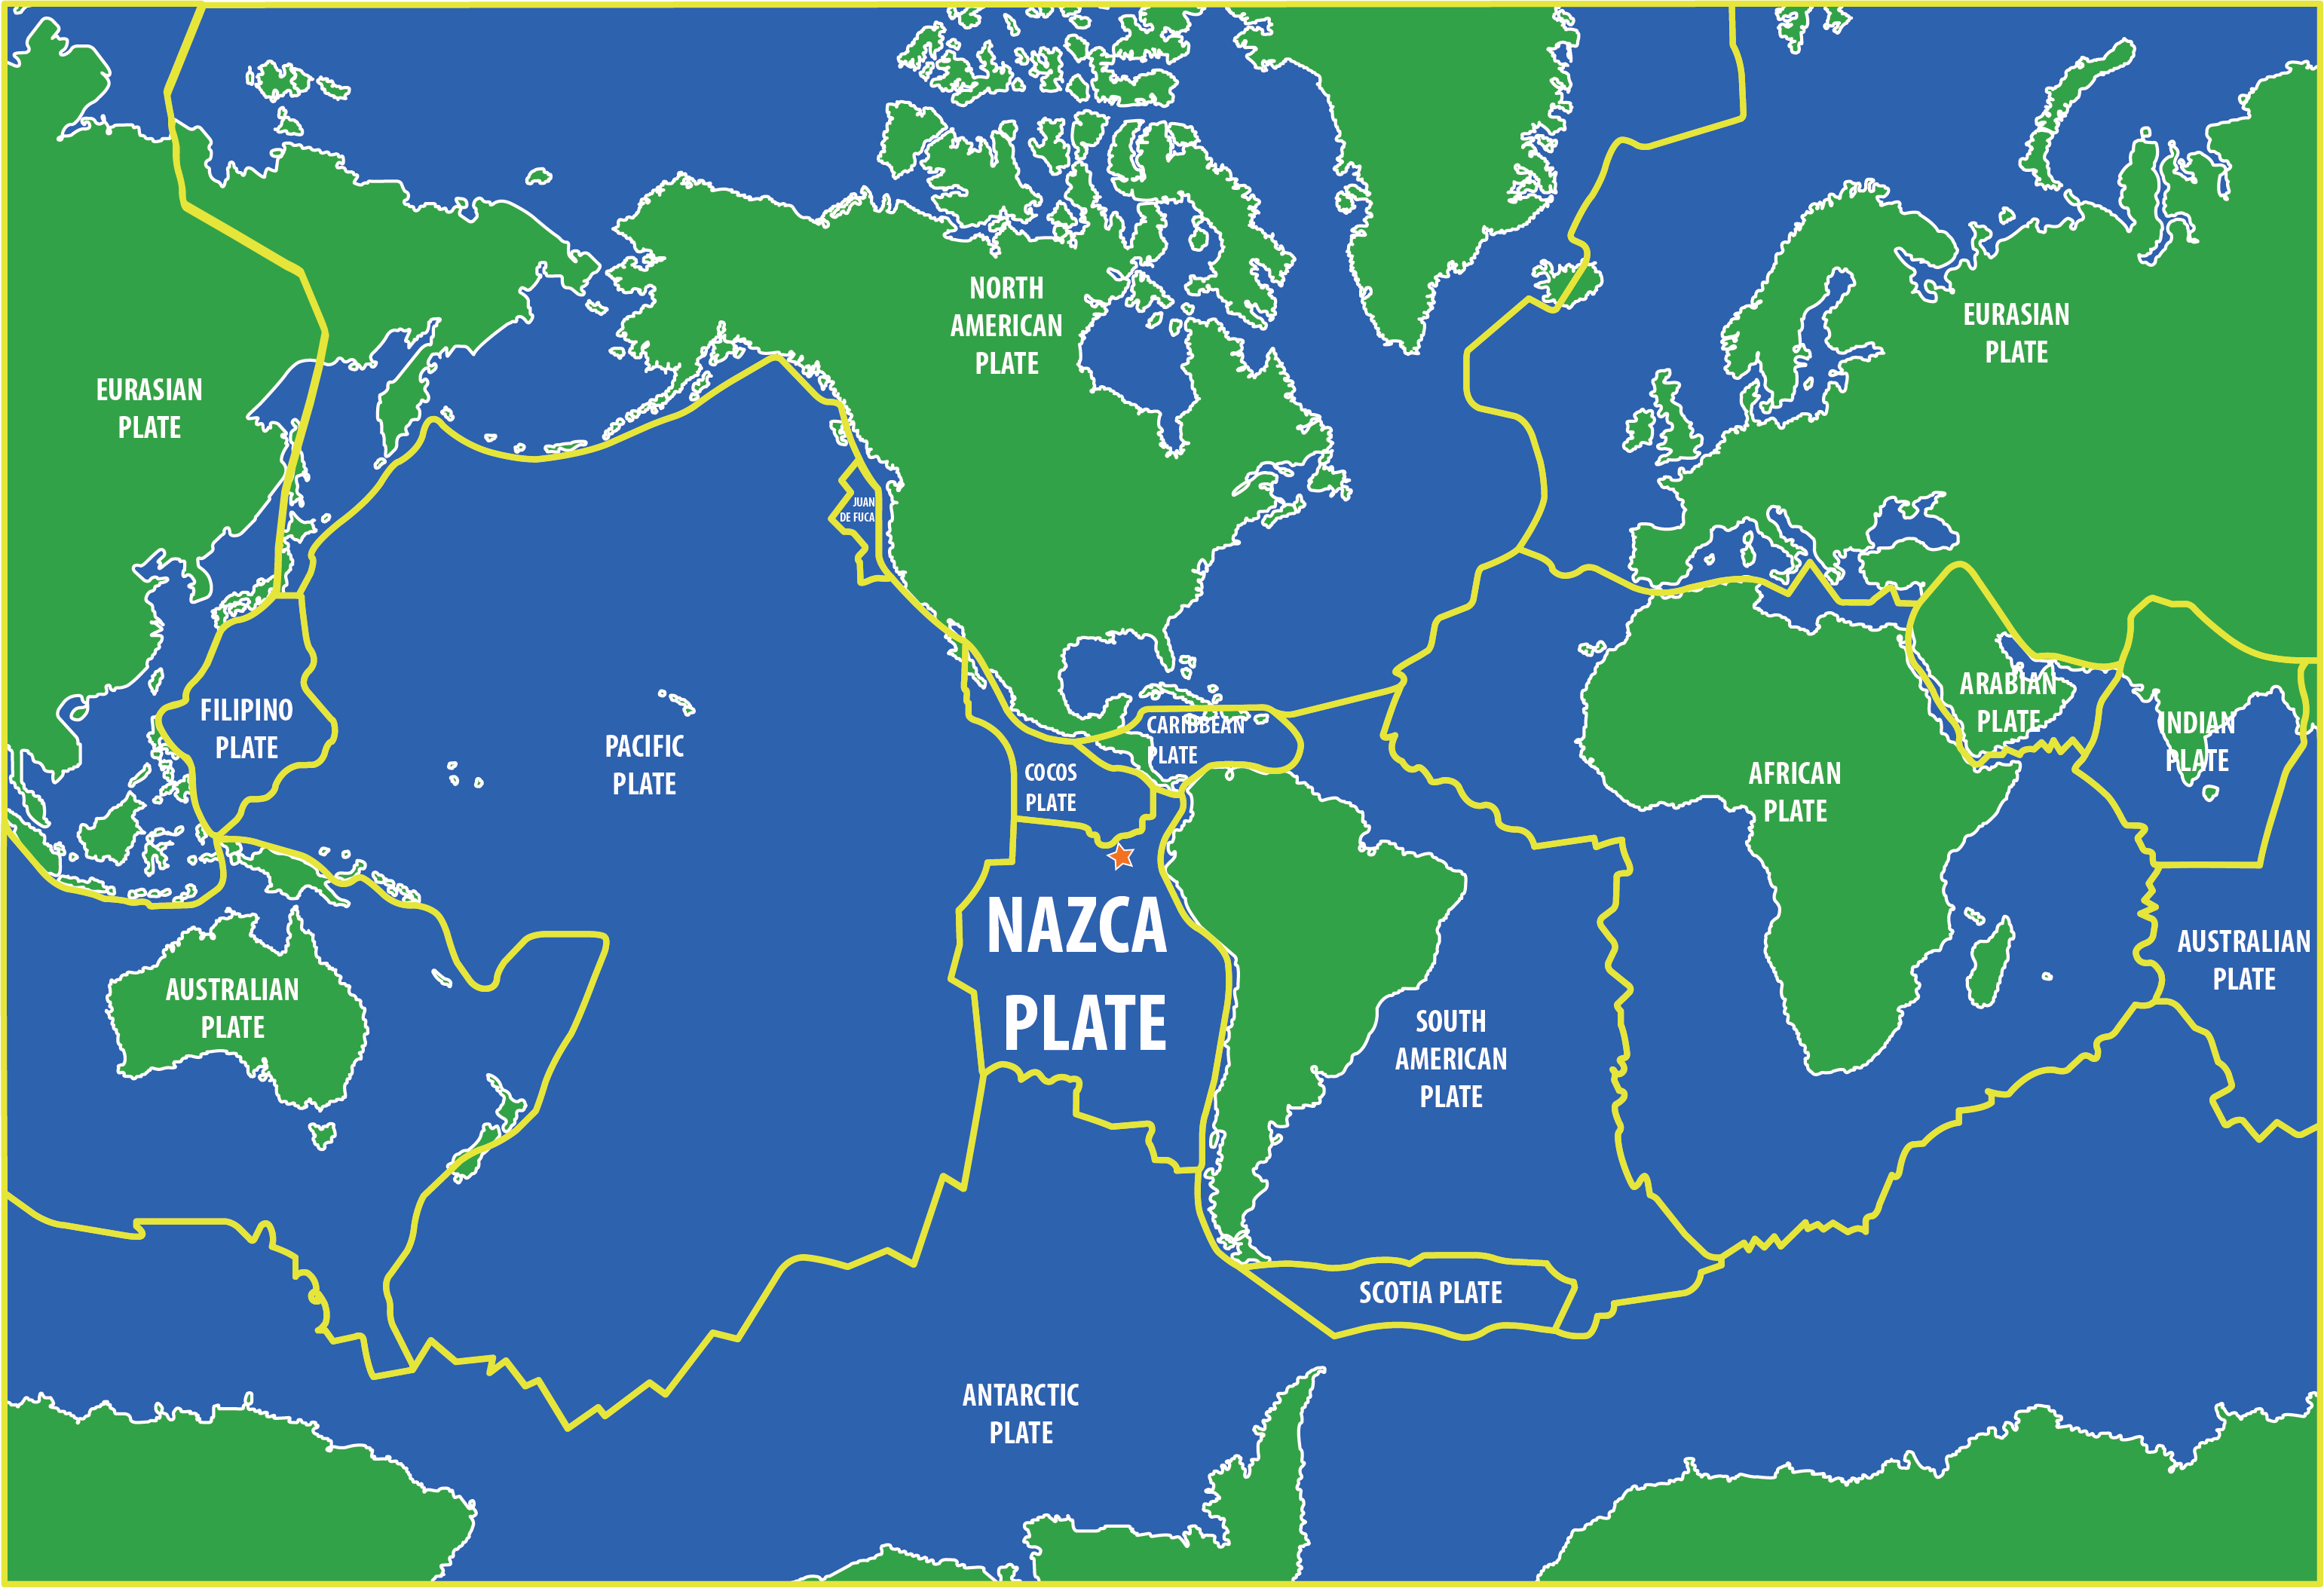 NORTH
AMERICAN
PLATE
EURASIAN
PLATE
EURASIAN
PLATE
JUAN
DE FUCA
FILIPINO
PLATE
PACIFIC
PLATE
CARIBBEAN
PLATE
COCOS
PLATE
ARABIAN
PLATE
INDIAN
PLATE
AFRICAN
PLATE
NAZCA
PLATE
AUSTRALIAN
PLATE
AUSTRALIAN
PLATE
SOUTH
AMERICAN
PLATE
SCOTIA PLATE
ANTARCTIC
PLATE